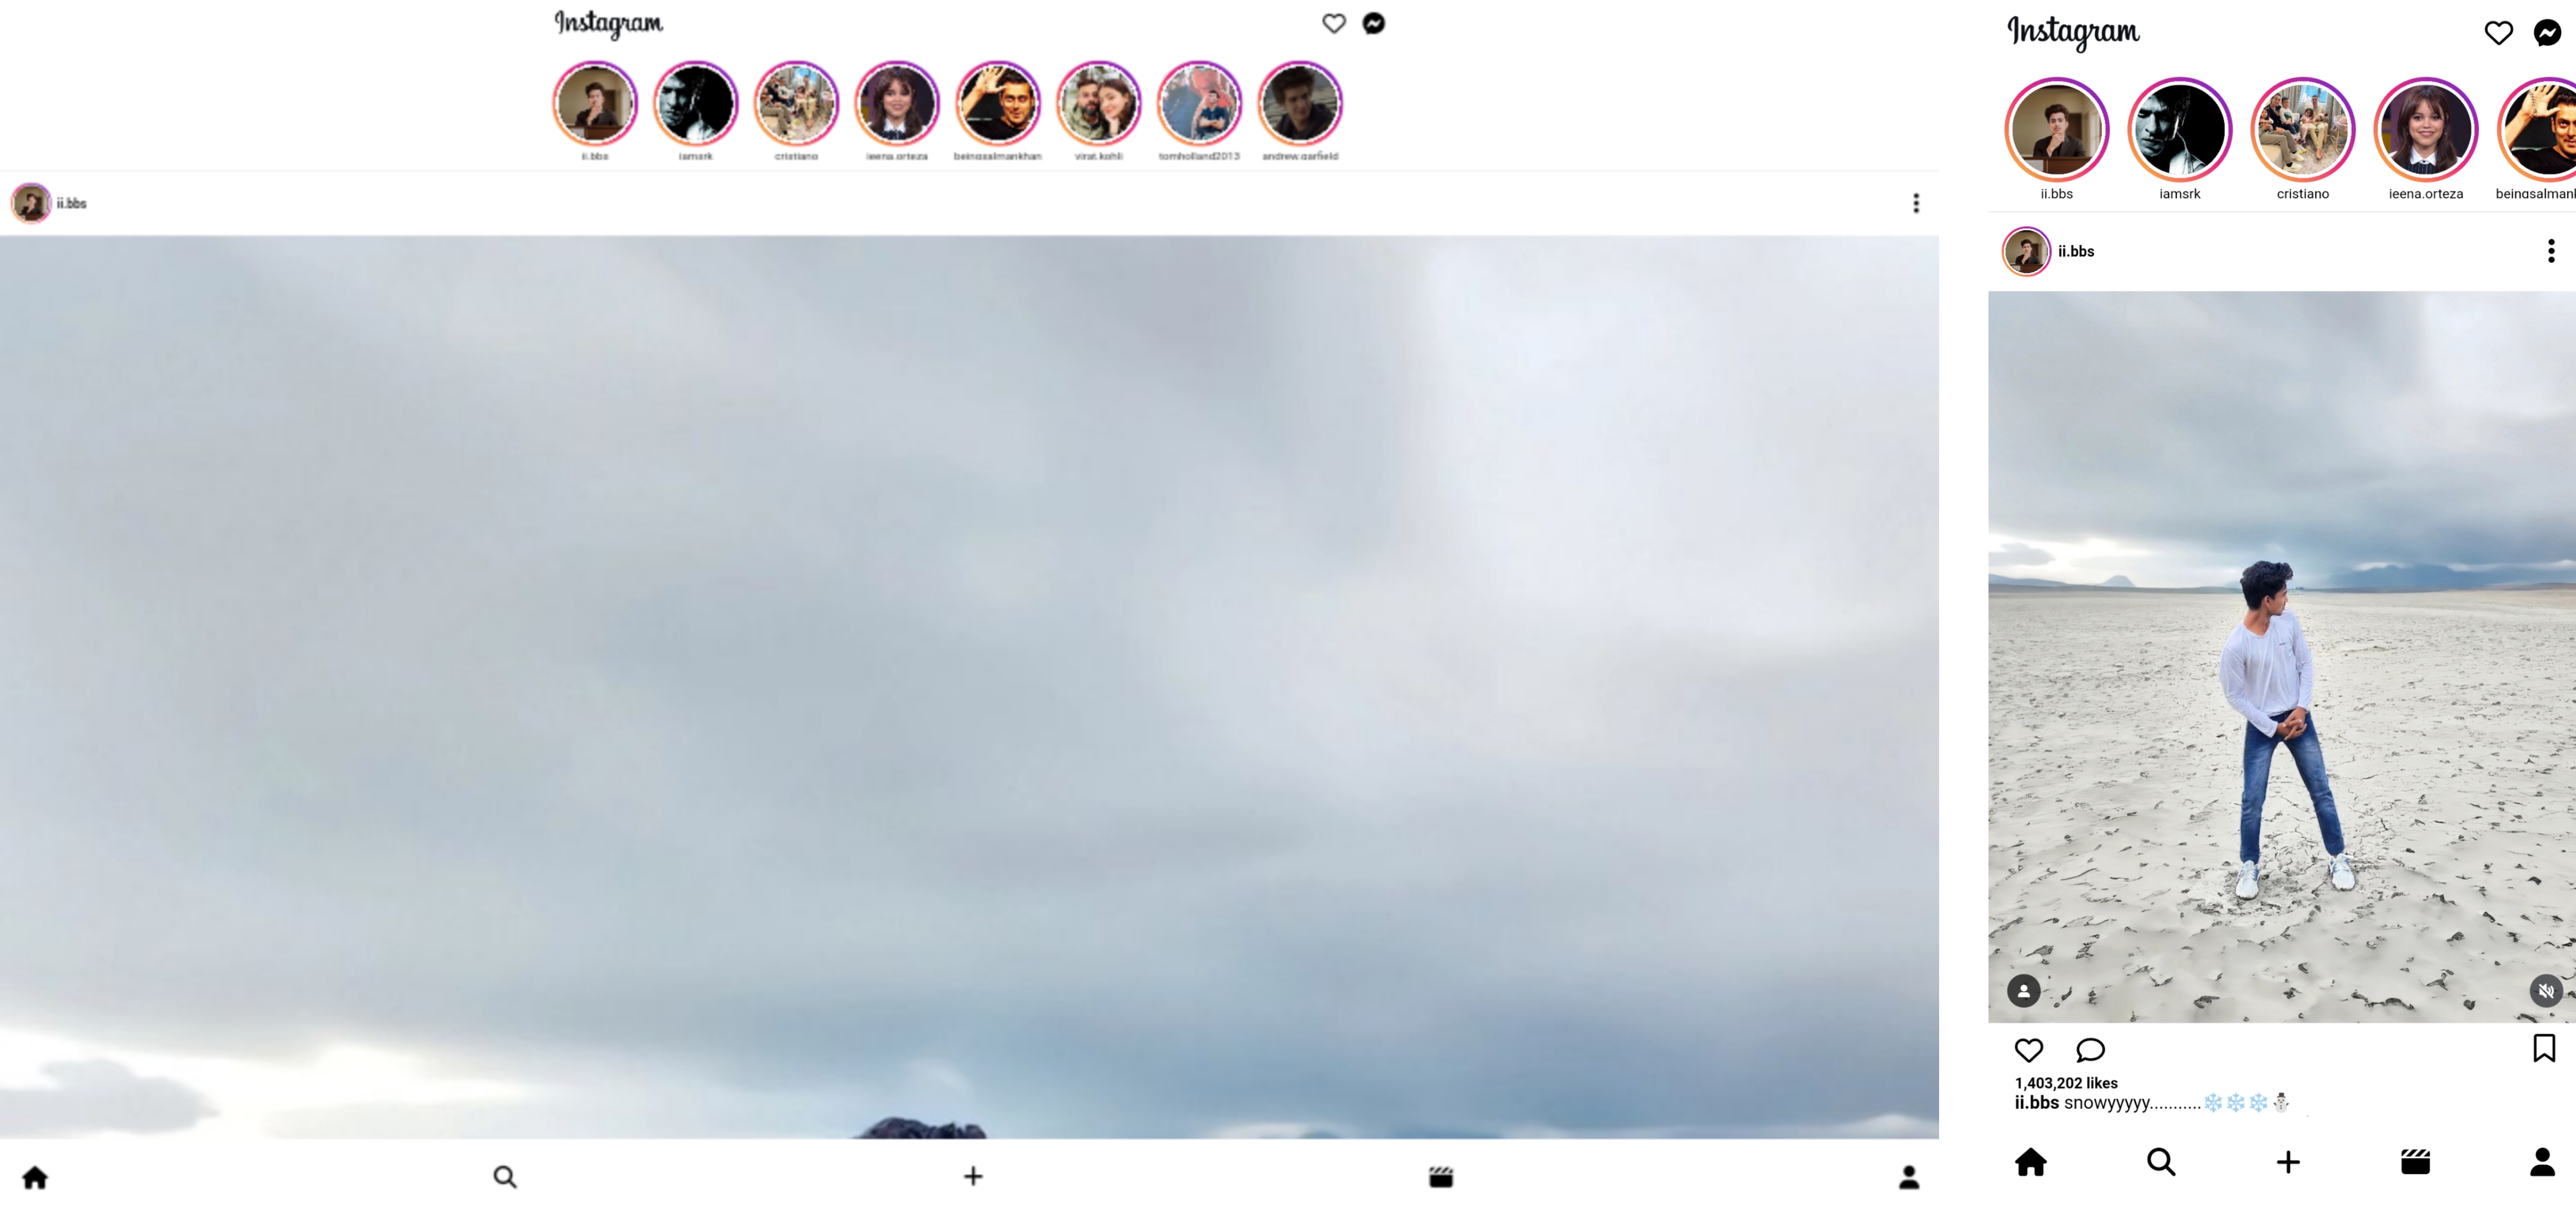 Instagram
ii.bbs
iamsrk
cristiano
ieena.orteza
beingsalmankhan
virat.kohli
tomholland2013
andrew.garfield
ii.bbs
Instagram
ii.bbs
iamsrk
cristiano
ieena.orteza
beingsalmank
ii.bbs
1,403,202 likes
ii.bbs snowyyyyy..........❄️❄️❄️⛄